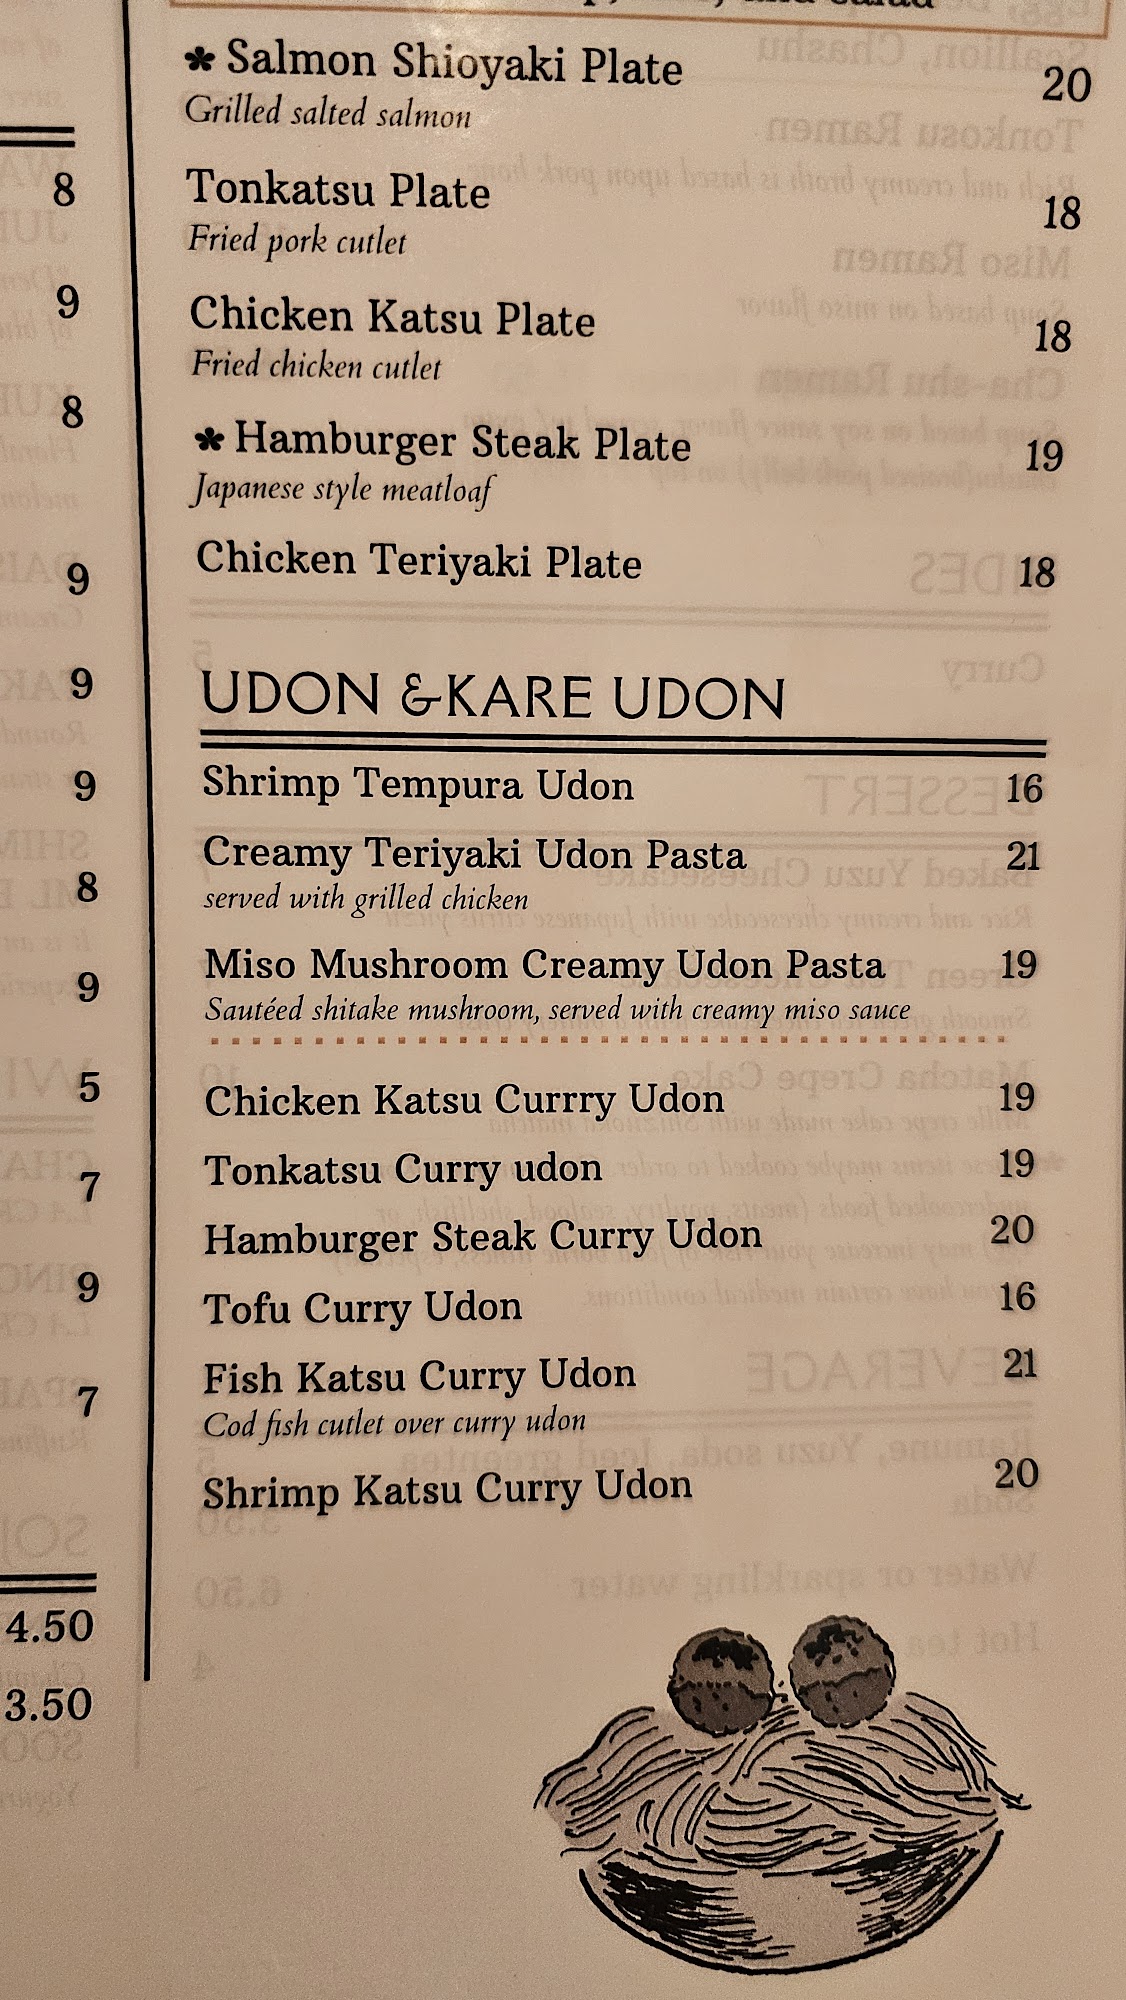 and salad
* Salmon Shioyaki Plate 20
Grilled salted salmon
Tonkatsu Plate 18
Fried pork cutlet
Chicken Katsu Plate 18
Fried chicken cutlet
* Hamburger Steak Plate 19
Japanese style meatloaf
Chicken Teriyaki Plate 18
UDON & KARE UDON
Shrimp Tempura Udon 16
Creamy Teriyaki Udon Pasta 21
served with grilled chicken
Miso Mushroom Creamy Udon Pasta 19
Sautéed shitake mushroom, served with creamy miso sauce
Chicken Katsu Currry Udon 19
Tonkatsu Curry udon 19
Hamburger Steak Curry Udon 20
Tofu Curry Udon 16
Fish Katsu Curry Udon 21
Cod fish cutlet over curry udon
Shrimp Katsu Curry Udon 20
8
9
8
9
9
9
8
9
5
7
9
7
4.50
3.50